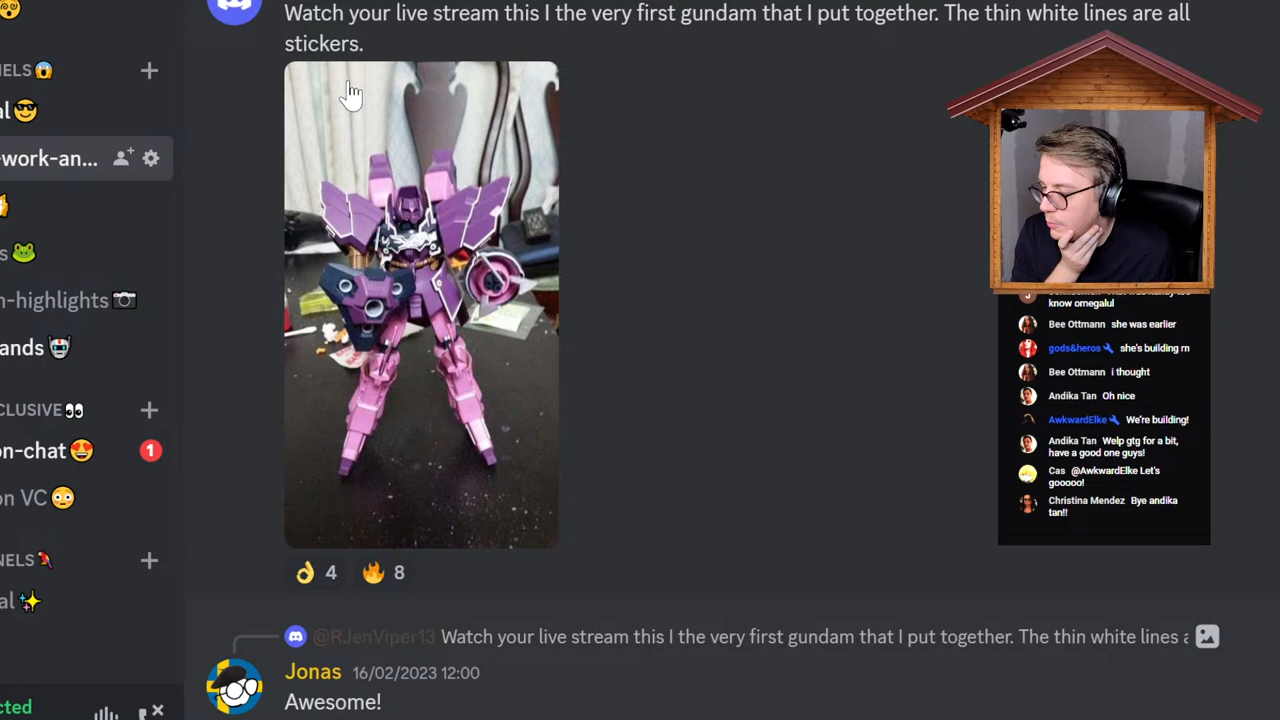 Watch your live stream this I the very first gundam that I put together. The thin white lines are all
stickers.
NELS
al
-work-an...
s
n-highlights
ands
CLUSIVE
on-chat
1
on VC
NELS
al
cted
4
8
@RJenViper13 Watch your live stream this I the very first gundam that I put together. The thin white lines a
Jonas 16/02/2023 12:00
Awesome!
know omegalul
Bee Ottmann she was earlier
gods&heros she's building rn
Bee Ottmann i thought
Andika Tan Oh nice
AwkwardElke We're building!
Andika Tan Welp gtg for a bit,
have a good one guys!
Cas @AwkwardElke Let's
gooooo!
Christina Mendez Bye andika
tan!!